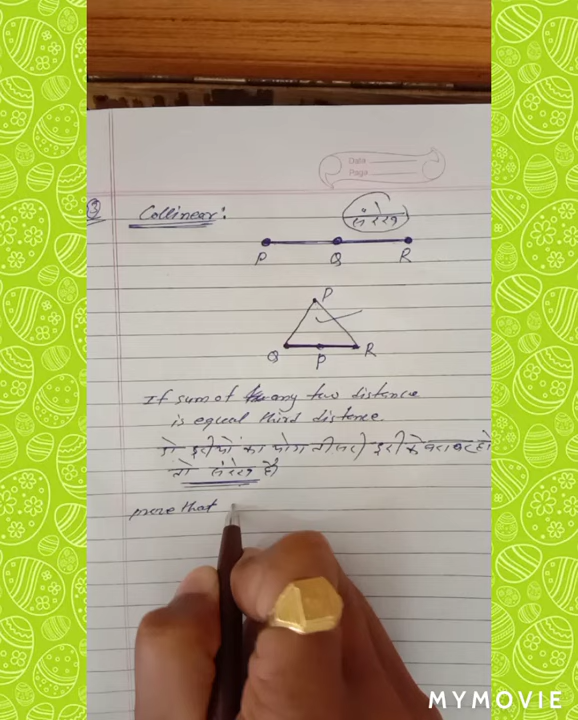 Date
Page
③ Collinear:
संरेख
P Q R
P
Q P R
If sum of any two distance
is equal third distance.
दो दूरीयों का योग तीसरी दूरी के बराबर हो
तो संरेख है
prove that
MYMOVIE